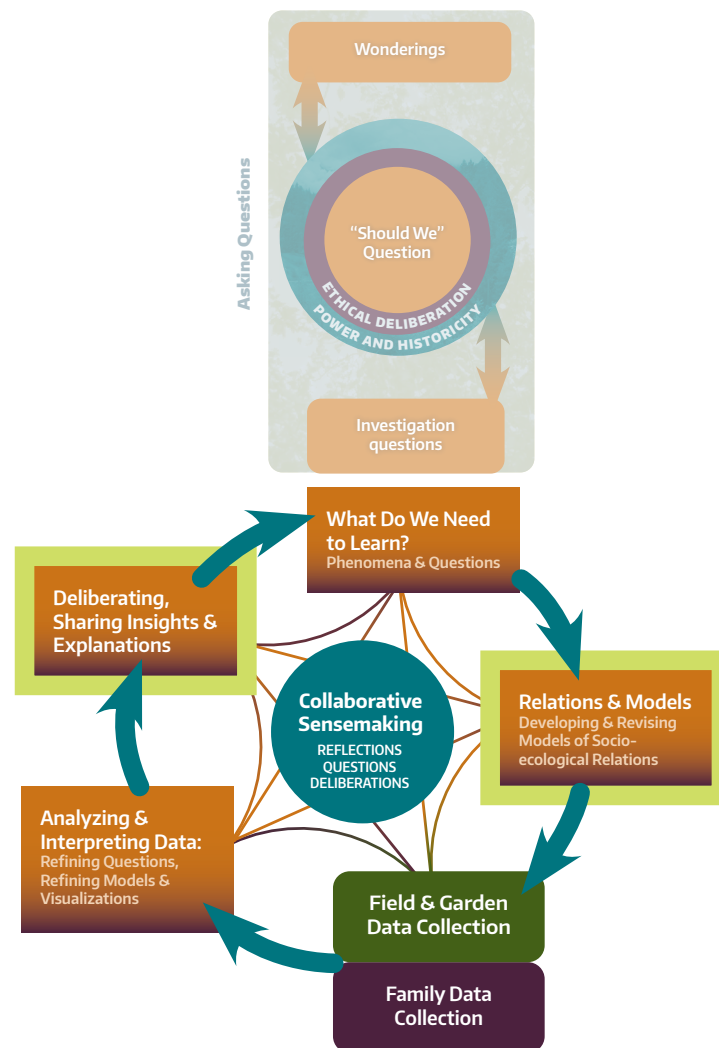 Wonderings
Asking Questions
“Should We”
Question
ETHICAL DELIBERATION
POWER AND HISTORICITY
Investigation
questions
What Do We Need
to Learn?
Phenomena & Questions
Deliberating,
Sharing Insights &
Explanations
Relations & Models
Developing & Revising
Models of Socio-
ecological Relations
Collaborative
Sensemaking
REFLECTIONS
QUESTIONS
DELIBERATIONS
Analyzing &
Interpreting Data:
Refining Questions,
Refining Models &
Visualizations
Field & Garden
Data Collection
Family Data
Collection